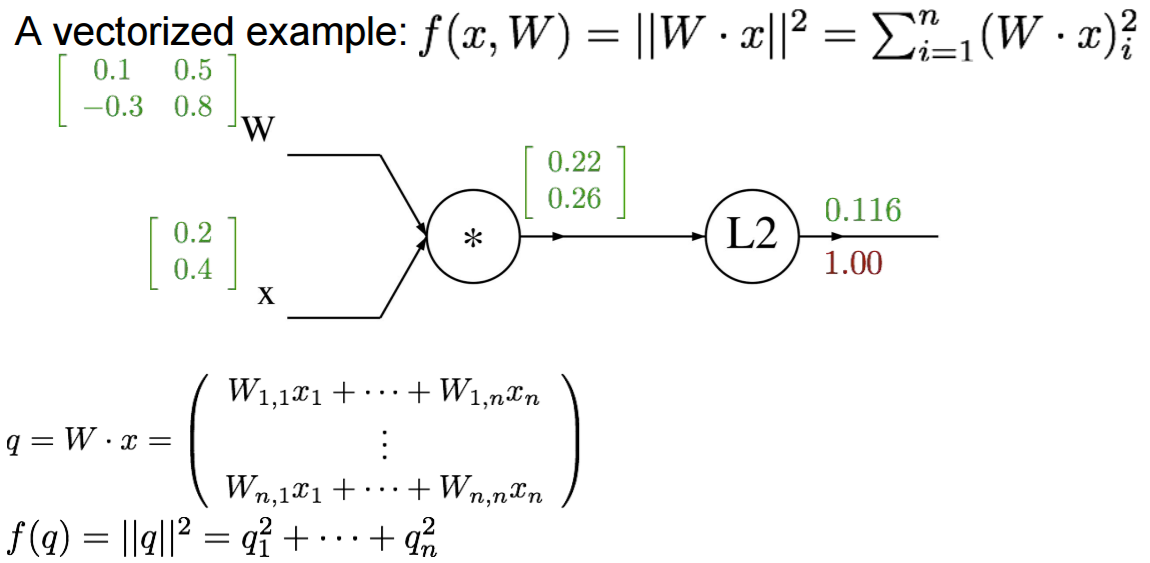 A vectorized example: f(x, W) = ||W · x||² = ∑ⁿᵢ₌₁(W · x)ᵢ²
[ 0.1 0.5
−0.3 0.8 ]
W
[ 0.22
0.26 ]
[ 0.2
0.4 ]
x
*
L2
0.116
1.00
q = W · x = ( W₁,₁x₁ + ⋯ + W₁,ₙxₙ
⋮
Wₙ,₁x₁ + ⋯ + Wₙ,ₙxₙ )
f(q) = ||q||² = q₁² + ⋯ + qₙ²